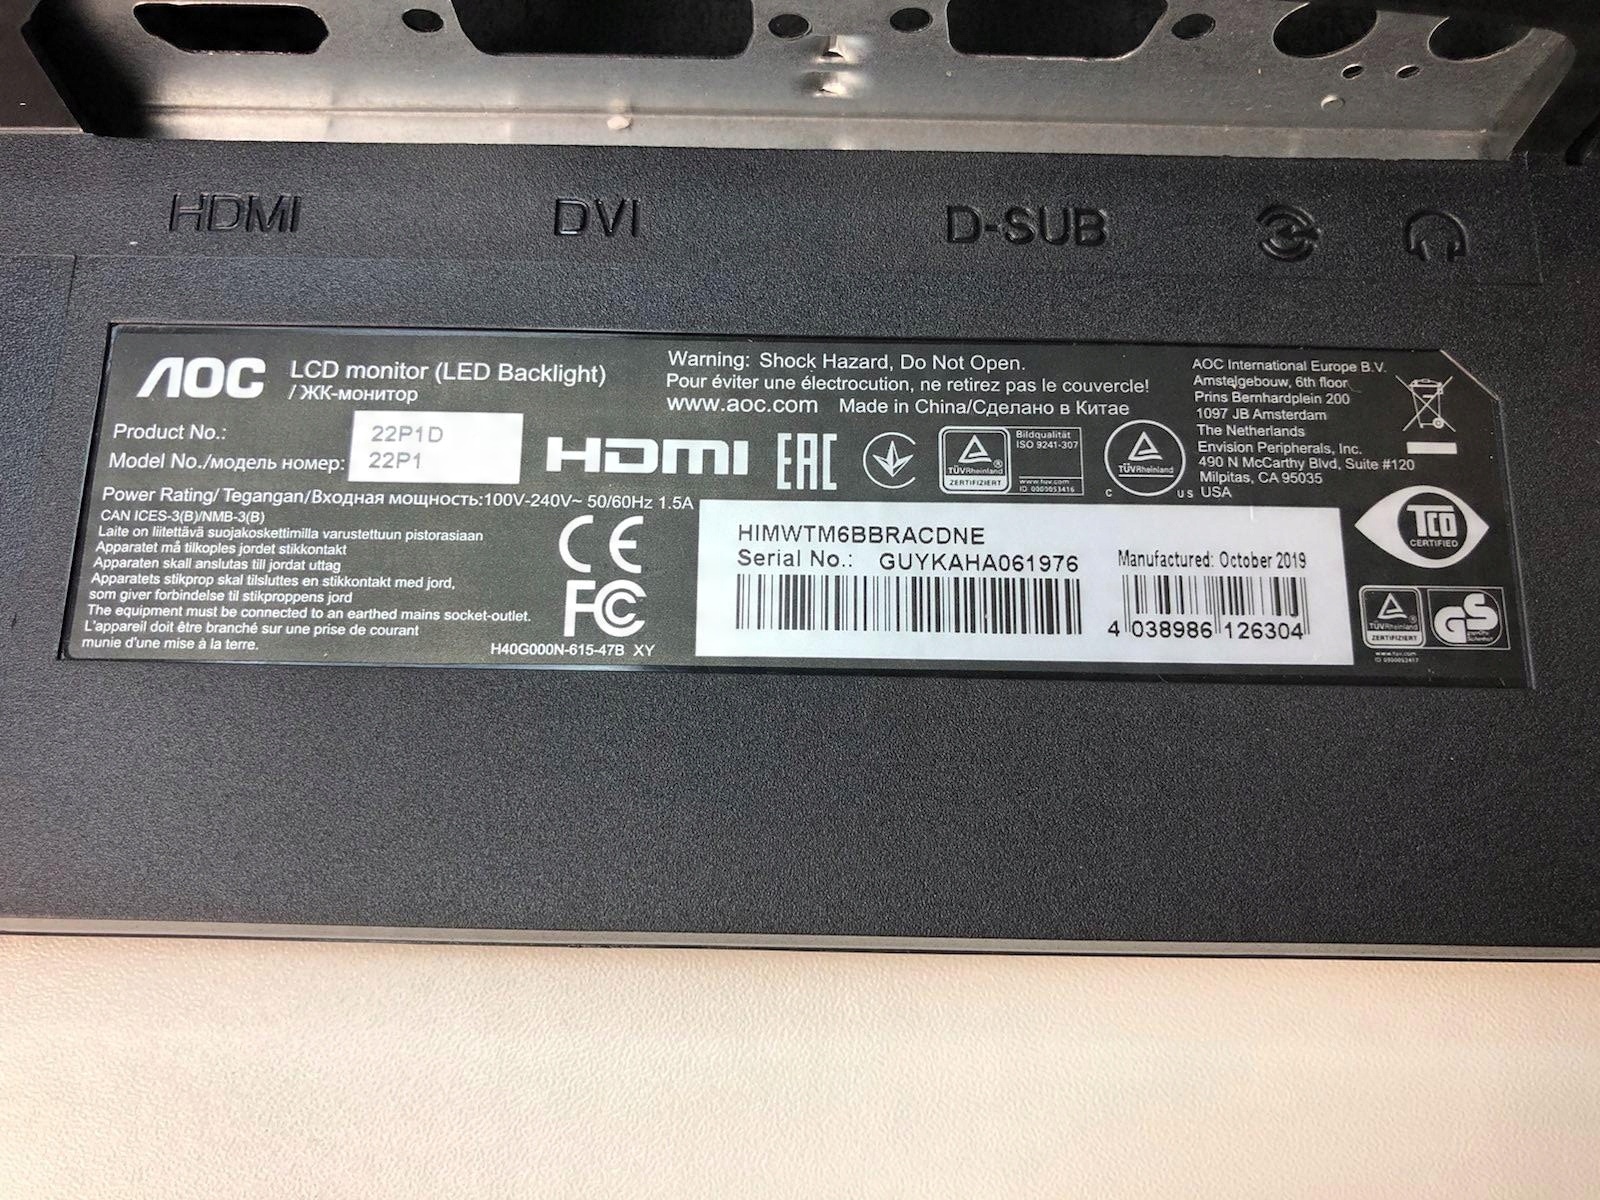 HDMI
DVI
D-SUB
AOC
LCD monitor (LED Backlight)
/ ЖК-монитор
Product No.: 22P1D
Model No./модель номер: 22P1
Power Rating/ Tegangan/Входная мощность:100V-240V~ 50/60Hz 1.5A
CAN ICES-3(B)/NMB-3(B)
Laite on liitettävä suojakoskettimilla varustettuun pistorasiaan
Apparatet må tilkoples jordet stikkontakt
Apparaten skall anslutas till jordat uttag
Apparatets stikprop skal tilsluttes en stikkontakt med jord,
som giver forbindelse til stikproppens jord
The equipment must be connected to an earthed mains socket-outlet.
L'appareil doit être branché sur une prise de courant
munie d'une mise à la terre.
Warning: Shock Hazard, Do Not Open.
Pour éviter une électrocution, ne retirez pas le couvercle!
www.aoc.com Made in China/Сделано в Китае
HDMI
EAC
TÜVRheinland
ZERTIFIZIERT
Bildqualität
ISO 9241-307
www.tuv.com
ID 0000053416
TÜVRheinland
C US
CE
FC
H40G000N-615-47B XY
AOC International Europe B.V.
Amstelgebouw, 6th floor
Prins Bernhardplein 200
1097 JB Amsterdam
The Netherlands
Envision Peripherals, Inc.
490 N McCarthy Blvd, Suite #120
Milpitas, CA 95035
USA
HIMWTM6BBRACDNE
Serial No.: GUYKAHA061976
Manufactured: October 2019
4 038986 126304
TCO
CERTIFIED
TÜVRheinland
ZERTIFIZIERT
www.tuv.com
GS